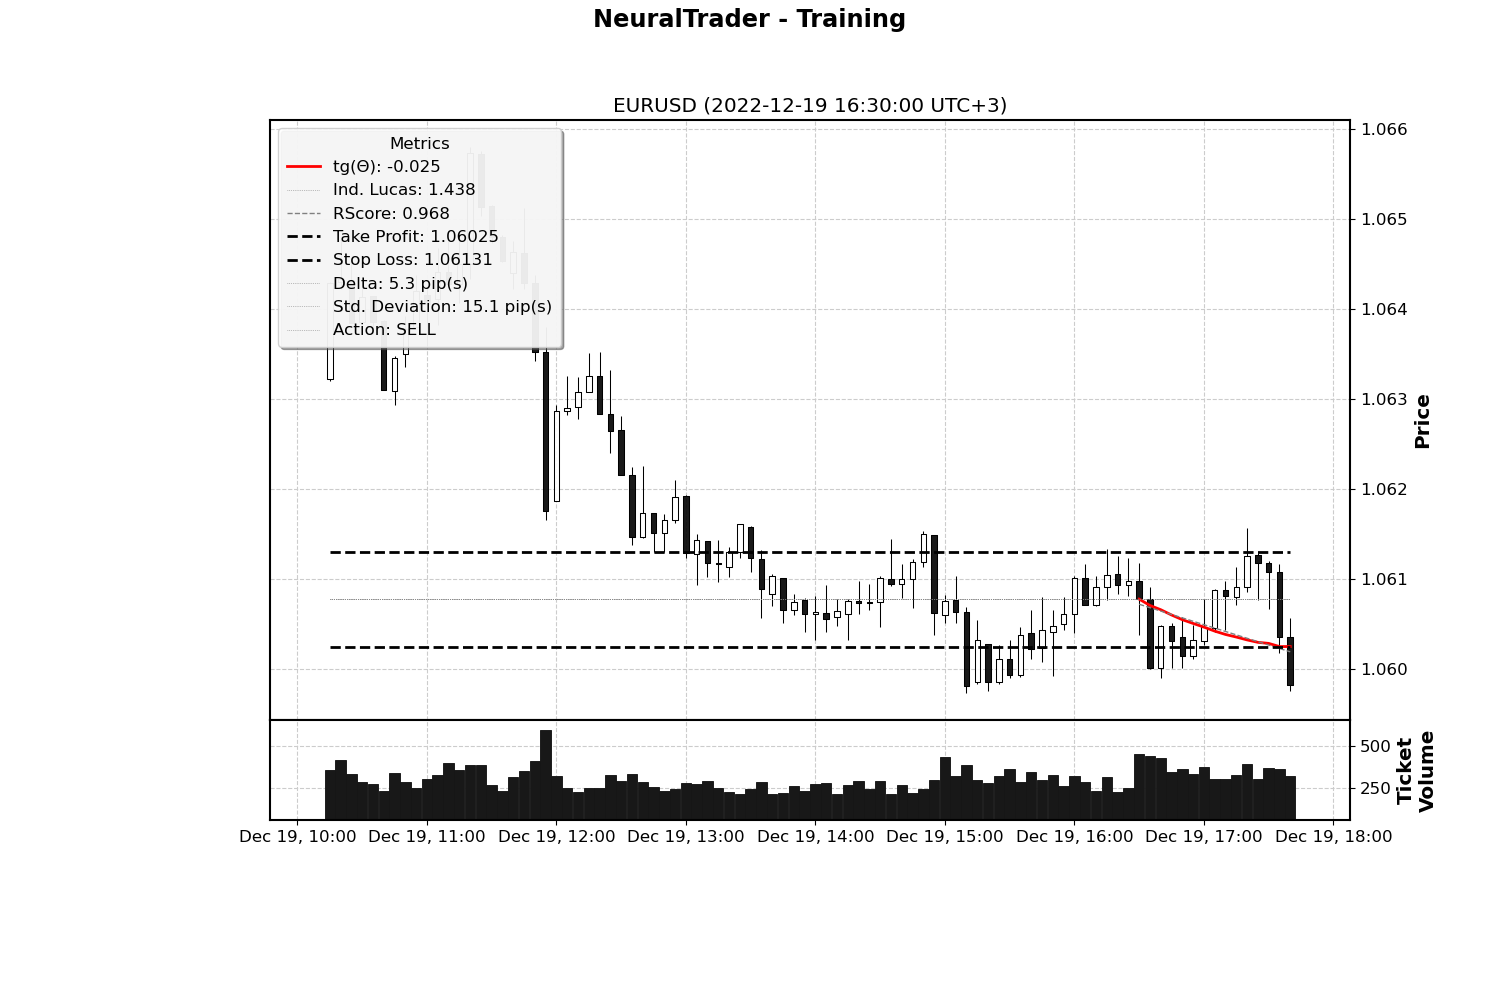 NeuralTrader - Training
EURUSD (2022-12-19 16:30:00 UTC+3)
Metrics
tg(Θ): -0.025
Ind. Lucas: 1.438
RScore: 0.968
Take Profit: 1.06025
Stop Loss: 1.06131
Delta: 5.3 pip(s)
Std. Deviation: 15.1 pip(s)
Action: SELL
1.066
1.065
1.064
1.063
1.062
1.061
1.060
Price
500
250
Ticket
Volume
Dec 19, 10:00 Dec 19, 11:00 Dec 19, 12:00 Dec 19, 13:00 Dec 19, 14:00 Dec 19, 15:00 Dec 19, 16:00 Dec 19, 17:00 Dec 19, 18:00